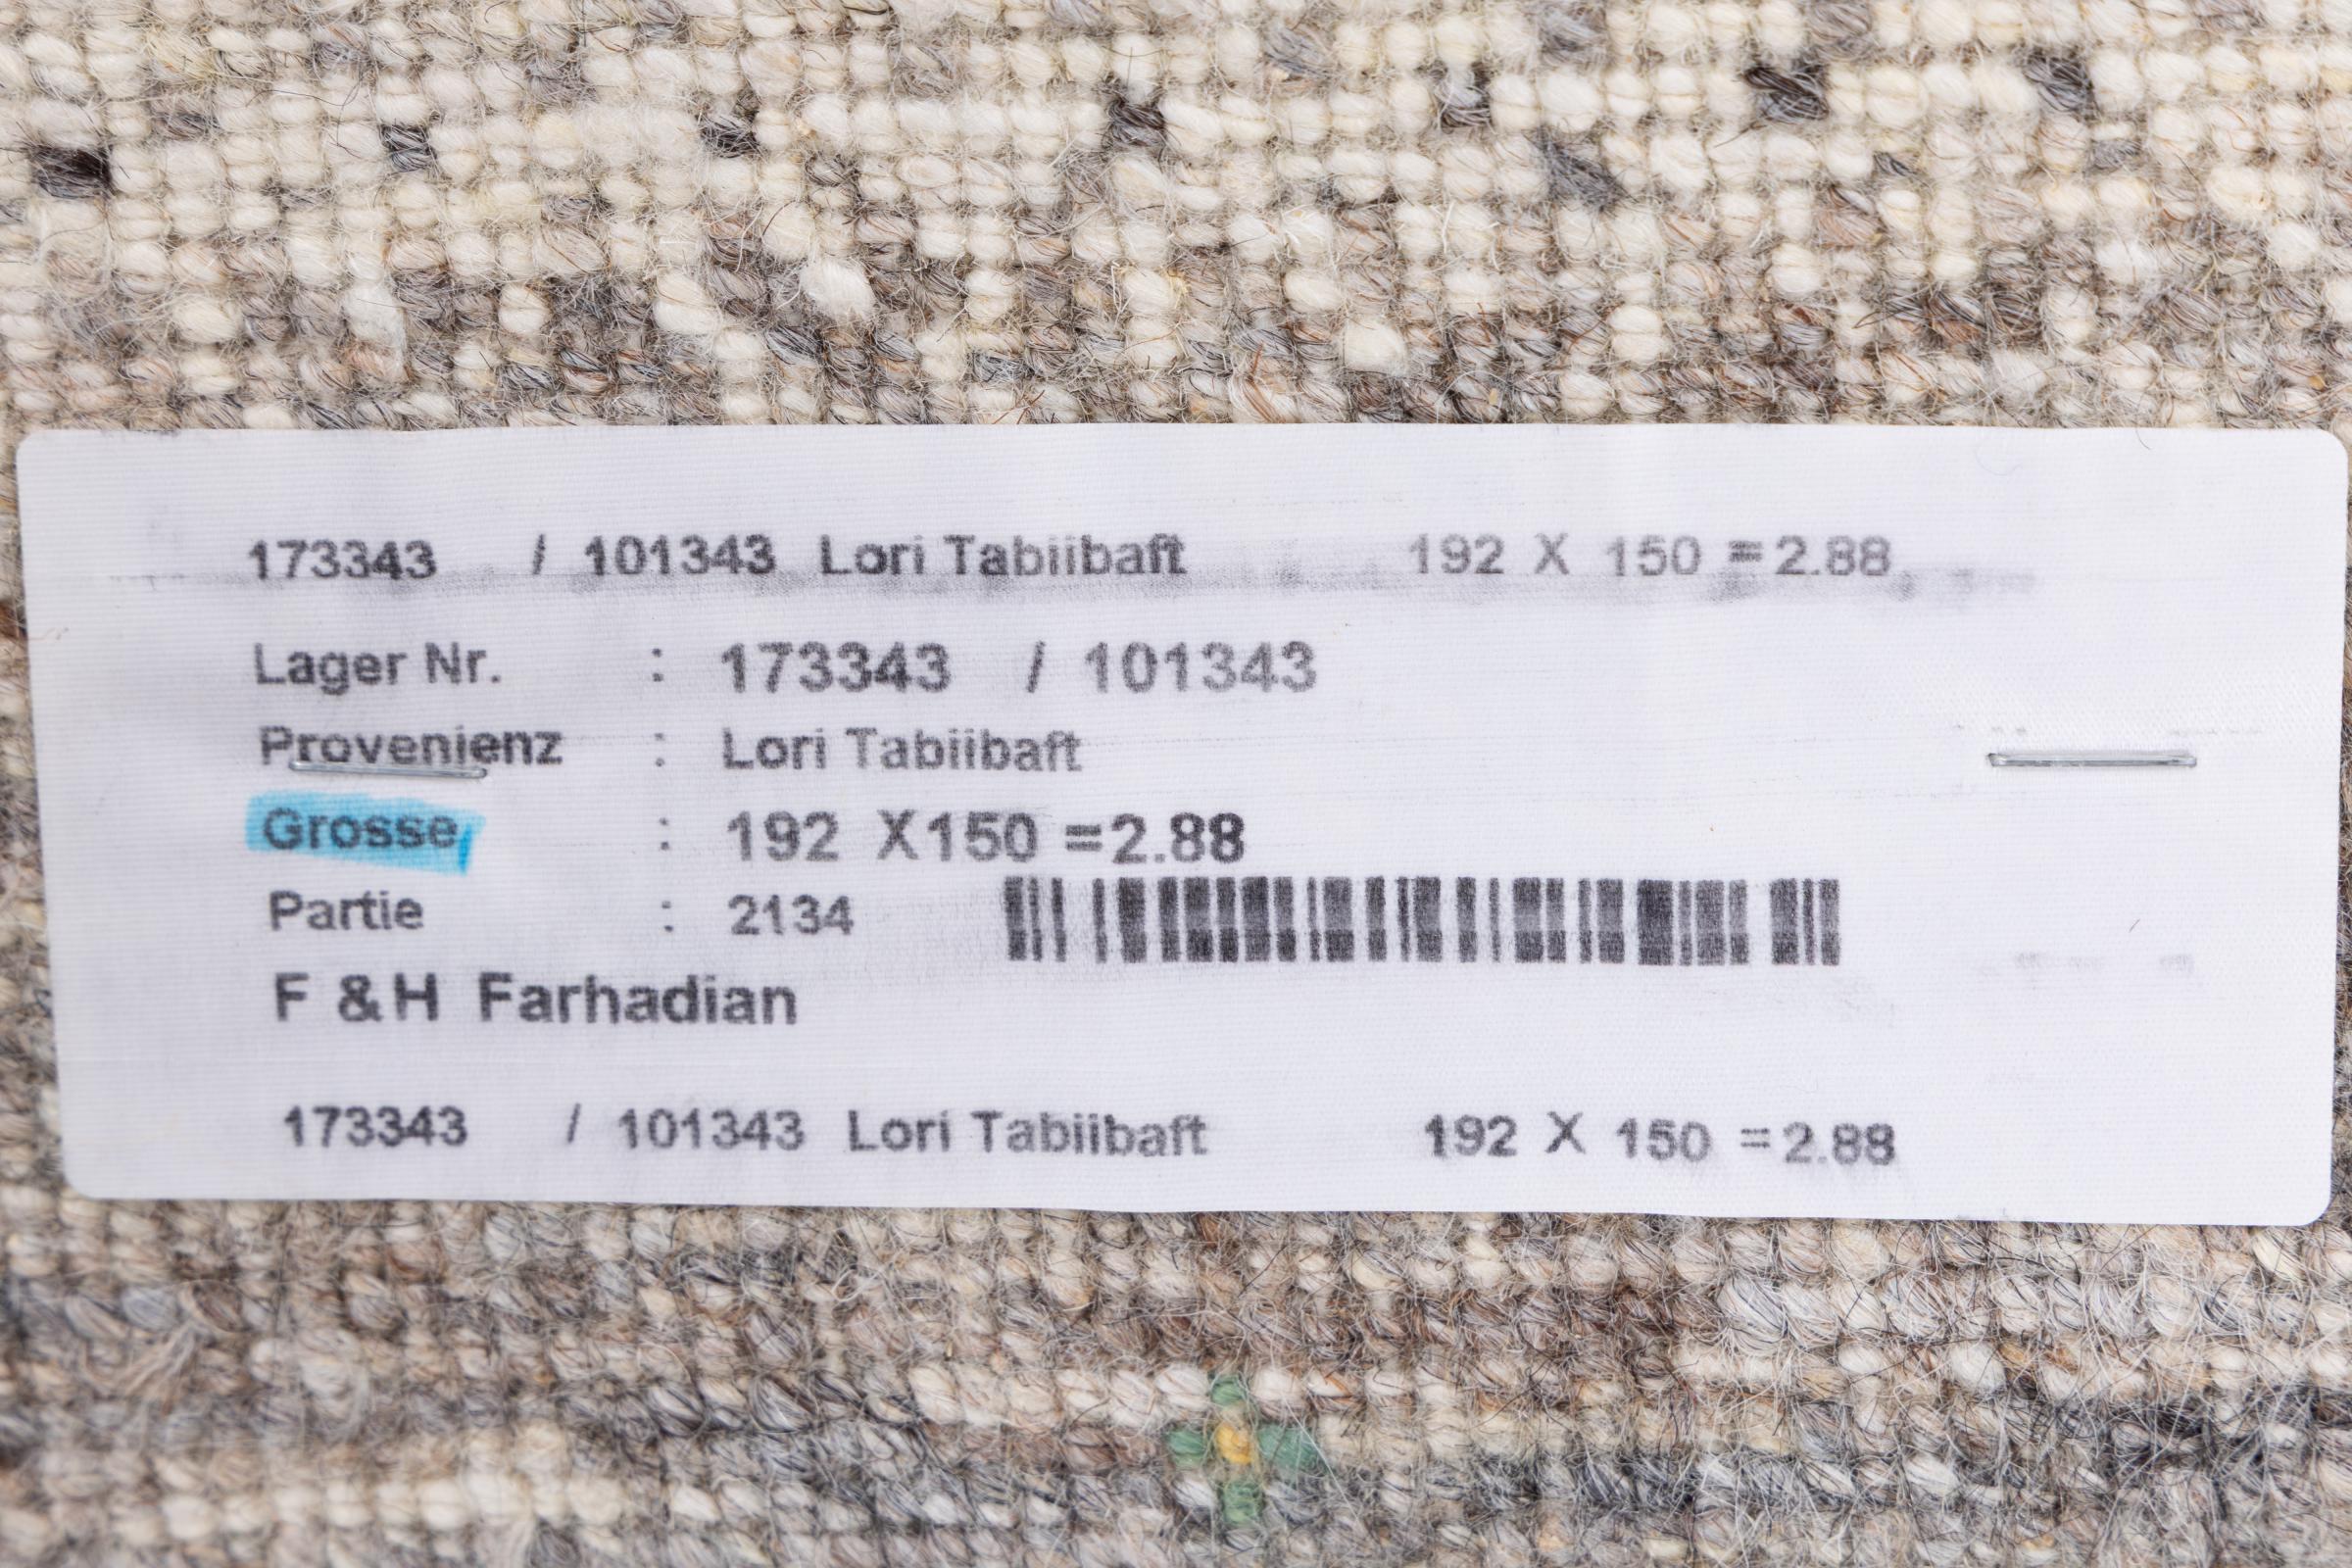 173343 / 101343 Lori Tabiibaft 192 X 150 =2.88
Lager Nr. : 173343 / 101343
Provenienz : Lori Tabiibaft
Grosse : 192 X150 =2.88
Partie : 2134
F &H Farhadian
173343 / 101343 Lori Tabiibaft 192 X 150 =2.88